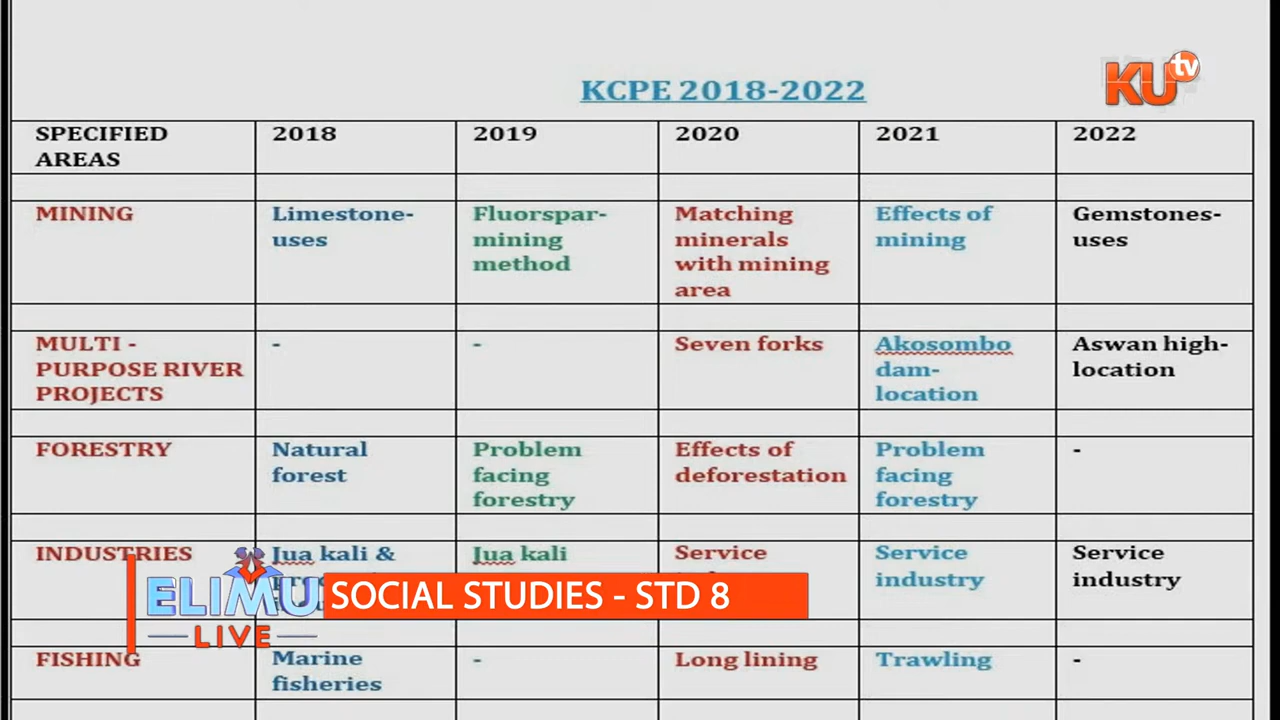 KU tv
KCPE 2018-2022
SPECIFIED AREAS 2018 2019 2020 2021 2022
MINING Limestone- Fluorspar- Matching Effects of Gemstones-
uses mining minerals mining uses
method with mining
area
MULTI - - - Seven forks Akosombo Aswan high-
PURPOSE RIVER dam- location
PROJECTS location
FORESTRY Natural Problem Effects of Problem -
forest facing deforestation facing
forestry forestry
INDUSTRIES Jua kali & Jua kali Service Service Service
industry industry
ELIMU SOCIAL STUDIES - STD 8
LIVE
FISHING Marine - Long lining Trawling -
fisheries